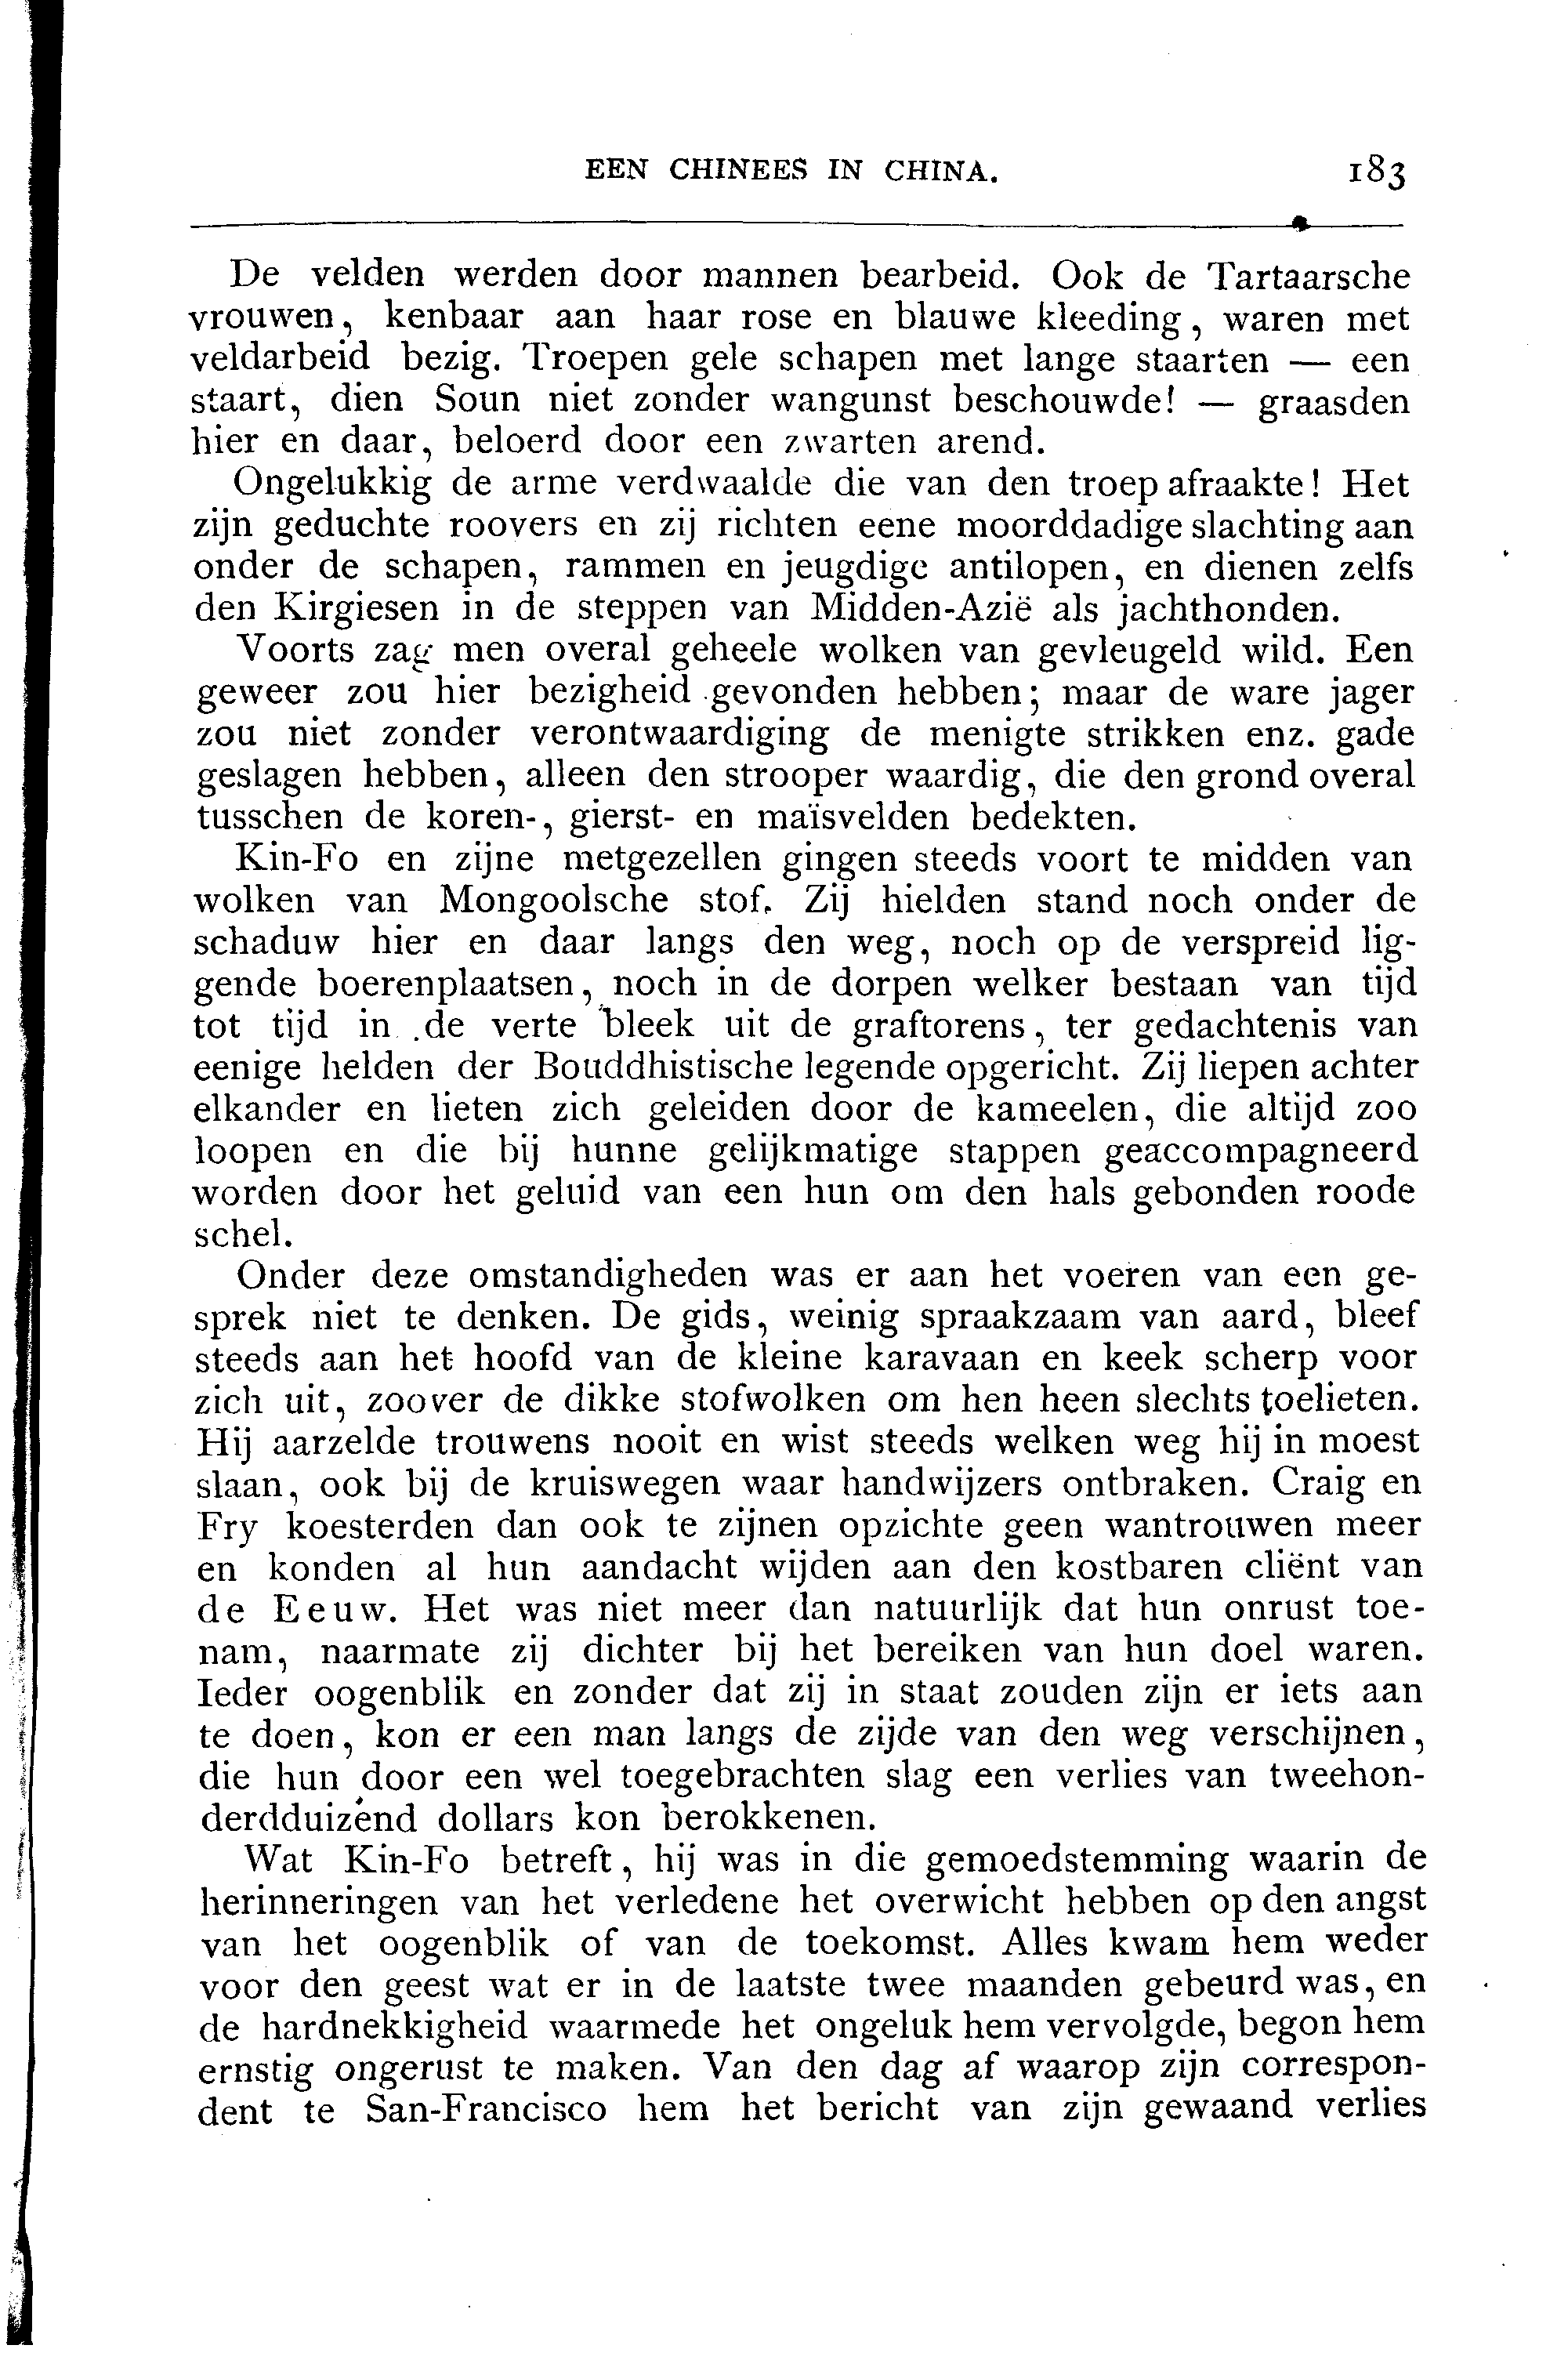 EEN CHINEES IN CHINA. 183
De velden werden door mannen bearbeid. Ook de Tartaarsche
vrouwen, kenbaar aan haar rose en blauwe kleeding, waren met
veldarbeid bezig. Troepen gele schapen met lange staarten — een
staart, dien Soun niet zonder wangunst beschouwde! — graasden
hier en daar, beloerd door een zwarten arend.
Ongelukkig de arme verdwaalde die van den troep afraakte! Het
zijn geduchte roovers en zij richten eene moorddadige slachting aan
onder de schapen, rammen en jeugdige antilopen, en dienen zelfs
den Kirgiesen in de steppen van Midden-Azië als jachthonden.
Voorts zag men overal geheele wolken van gevleugeld wild. Een
geweer zou hier bezigheid gevonden hebben; maar de ware jager
zou niet zonder verontwaardiging de menigte strikken enz. gade
geslagen hebben, alleen den strooper waardig, die den grond overal
tusschen de koren-, gierst- en maïsvelden bedekten.
Kin-Fo en zijne metgezellen gingen steeds voort te midden van
wolken van Mongoolsche stof. Zij hielden stand noch onder de
schaduw hier en daar langs den weg, noch op de verspreid lig-
gende boerenplaatsen, noch in de dorpen welker bestaan van tijd
tot tijd in de verte bleek uit de graftorens, ter gedachtenis van
eenige helden der Bouddhistische legende opgericht. Zij liepen achter
elkander en lieten zich geleiden door de kameelen, die altijd zoo
loopen en die bij hunne gelijkmatige stappen geaccompagneerd
worden door het geluid van een hun om den hals gebonden roode
schel.
Onder deze omstandigheden was er aan het voeren van een ge-
sprek niet te denken. De gids, weinig spraakzaam van aard, bleef
steeds aan het hoofd van de kleine karavaan en keek scherp voor
zich uit, zoover de dikke stofwolken om hen heen slechts toelieten.
Hij aarzelde trouwens nooit en wist steeds welken weg hij in moest
slaan, ook bij de kruiswegen waar handwijzers ontbraken. Craig en
Fry koesterden dan ook te zijnen opzichte geen wantrouwen meer
en konden al hun aandacht wijden aan den kostbaren cliënt van
de Eeuw. Het was niet meer dan natuurlijk dat hun onrust toe-
nam, naarmate zij dichter bij het bereiken van hun doel waren.
Ieder oogenblik en zonder dat zij in staat zouden zijn er iets aan
te doen, kon er een man langs de zijde van den weg verschijnen,
die hun door een wel toegebrachten slag een verlies van tweehon-
derdduizend dollars kon berokkenen.
Wat Kin-Fo betreft, hij was in die gemoedstemming waarin de
herinneringen van het verledene het overwicht hebben op den angst
van het oogenblik of van de toekomst. Alles kwam hem weder
voor den geest wat er in de laatste twee maanden gebeurd was, en
de hardnekkigheid waarmede het ongeluk hem vervolgde, begon hem
ernstig ongerust te maken. Van den dag af waarop zijn correspon-
dent te San-Francisco hem het bericht van zijn gewaand verlies